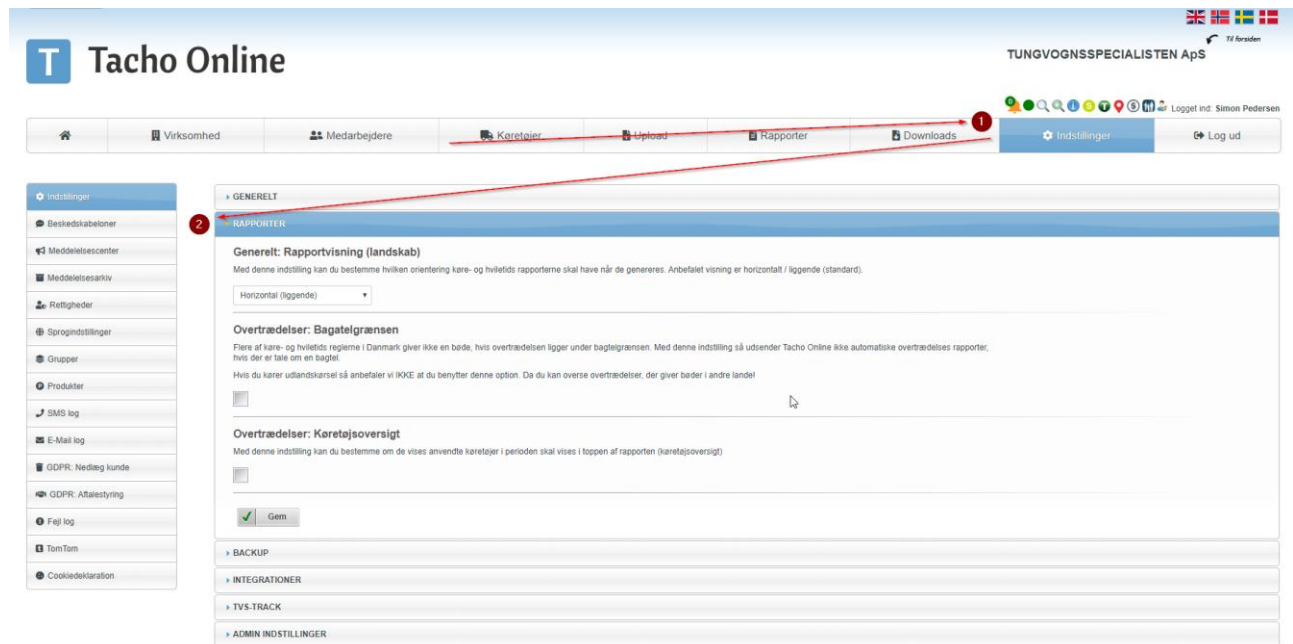 Til forsiden
T Tacho Online
TUNGVOGNSSPECIALISTEN ApS
Logget ind: Simon Pedersen
1
Virksomhed Medarbejdere Køretøjer Upload Rapporter Downloads Indstillinger Log ud
Indstillinger
Beskedskabeloner
Meddelelsescenter
Meddelelsesarkiv
Rettigheder
Sprogindstillinger
Grupper
Produkter
SMS log
E-Mail log
GDPR: Nedlæg kunde
GDPR: Aftalestyring
Fejl log
TomTom
Cookiedeklaration
GENERELT
2
RAPPORTER
Generelt: Rapportvisning (landskab)
Med denne indstilling kan du bestemme hvilken orientering køre- og hviletids rapporterne skal have når de genereres. Anbefalet visning er horizontalt / liggende (standard).
Horizontal (liggende)
Overtrædelser: Bagatelgrænsen
Flere af køre- og hviletids reglerne i Danmark giver ikke en bøde, hvis overtrædelsen ligger under bagtelgrænsen. Med denne indstilling så udsender Tacho Online ikke automatiske overtrædelses rapporter,
hvis der er tale om en bagtel.
Hvis du kører udlandskørsel så anbefaler vi IKKE at du benytter denne option. Da du kan overse overtrædelser, der giver bøder i andre lande!
Overtrædelser: Køretøjsoversigt
Med denne indstilling kan du bestemme om de vises anvendte køretøjer i perioden skal vises i toppen af rapporten (køretøjsoversigt)
Gem
BACKUP
INTEGRATIONER
TVS-TRACK
ADMIN INDSTILLINGER